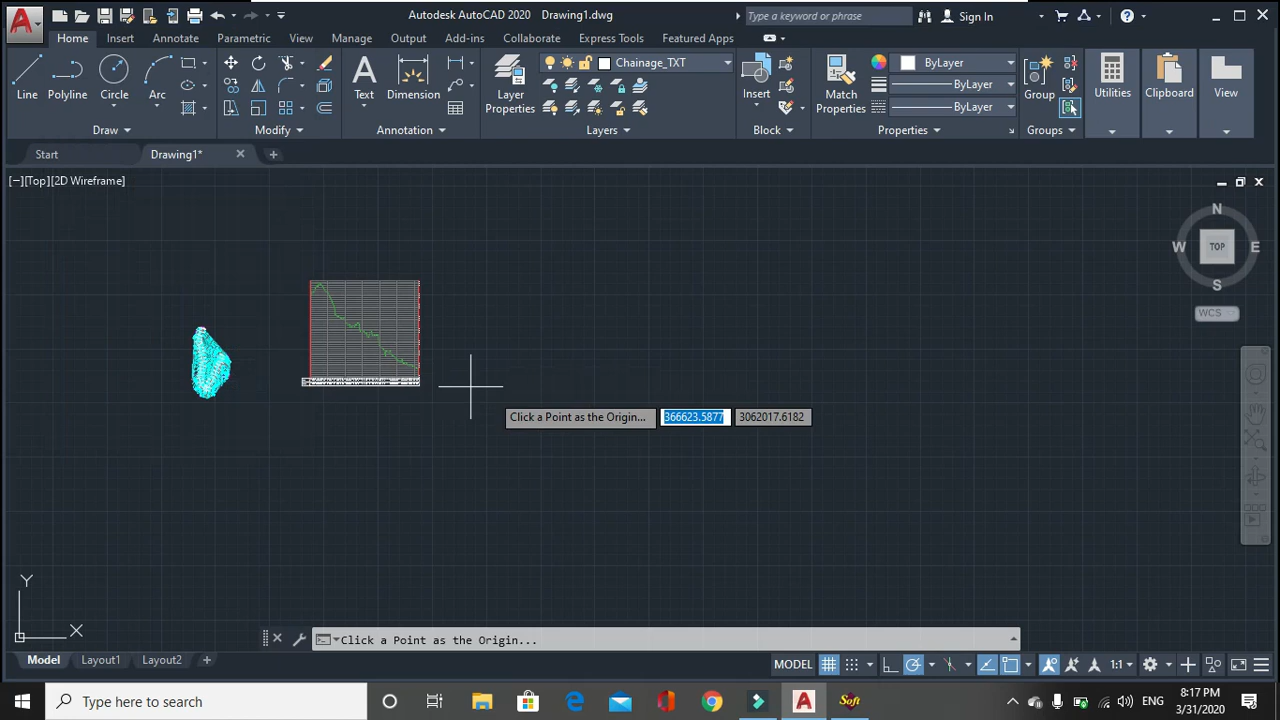 Autodesk AutoCAD 2020 Drawing1.dwg
Type a keyword or phrase
Sign In
Home Insert Annotate Parametric View Manage Output Add-ins Collaborate Express Tools Featured Apps
Line Polyline Circle Arc
Text Dimension
Layer Properties
Chainage_TXT
Insert
Match Properties
ByLayer
ByLayer
ByLayer
Group
Utilities
Clipboard
View
Draw Modify Annotation Layers Block Properties Groups
Start Drawing1*
[−][Top][2D Wireframe]
N
W TOP E
S
WCS
Click a Point as the Origin... 366623.5877 3062017.6182
Y
X
Click a Point as the Origin...
Model Layout1 Layout2 +
MODEL 1:1
Type here to search
Soft
ENG
8:17 PM
3/31/2020